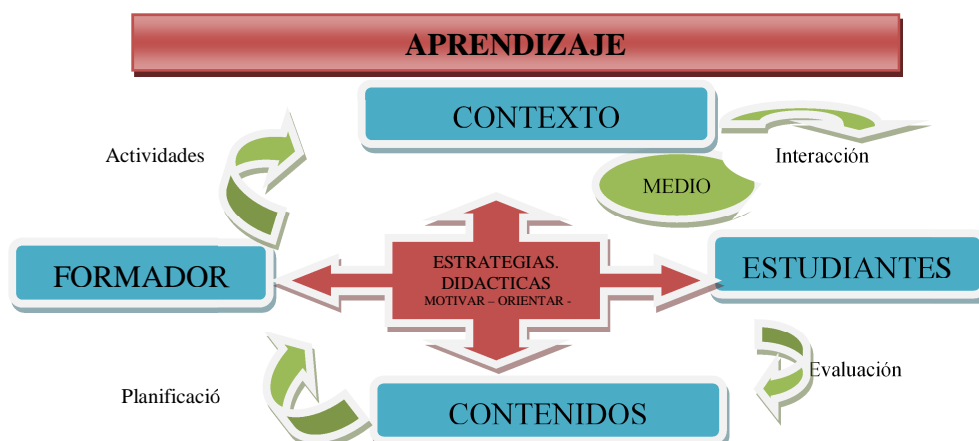 APRENDIZAJE
CONTEXTO
Actividades
Interacción
MEDIO
FORMADOR
ESTRATEGIAS.
DIDACTICAS
MOTIVAR – ORIENTAR -
ESTUDIANTES
Planificació
Evaluación
CONTENIDOS